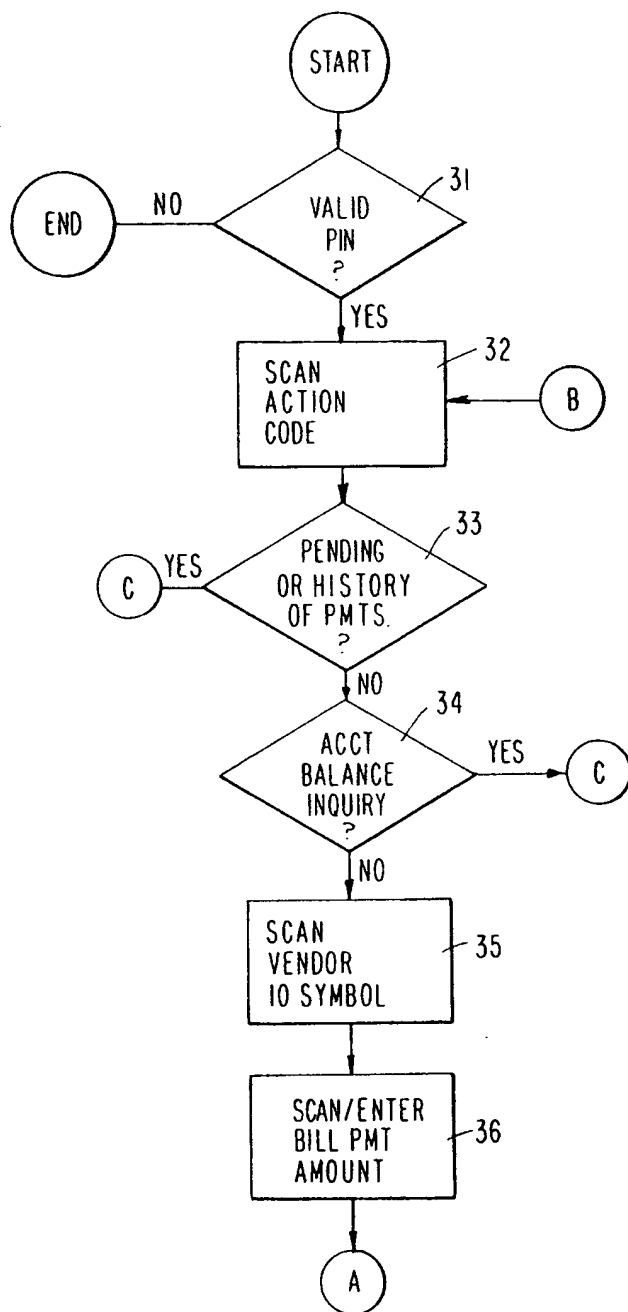 START
31
VALID
PIN
?
NO
END
YES
32
SCAN
ACTION
CODE
B
33
PENDING
OR HISTORY
OF PMTS.
?
YES
C
NO
34
ACCT
BALANCE
INQUIRY
?
YES
C
NO
SCAN
VENDOR
IO SYMBOL
35
SCAN/ENTER
BILL PMT
AMOUNT
36
A